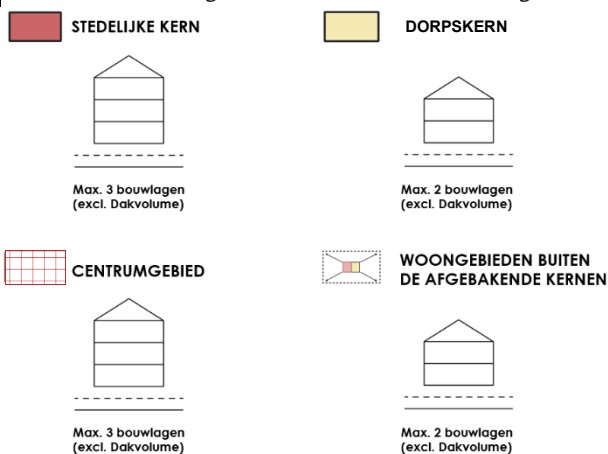 STEDELIJKE KERN
Max. 3 bouwlagen
(excl. Dakvolume)
DORPSKERN
Max. 2 bouwlagen
(excl. Dakvolume)
CENTRUMGEBIED
Max. 3 bouwlagen
(excl. Dakvolume)
WOONGEBIEDEN BUITEN
DE AFGEBAKENDE KERNEN
Max. 2 bouwlagen
(excl. Dakvolume)